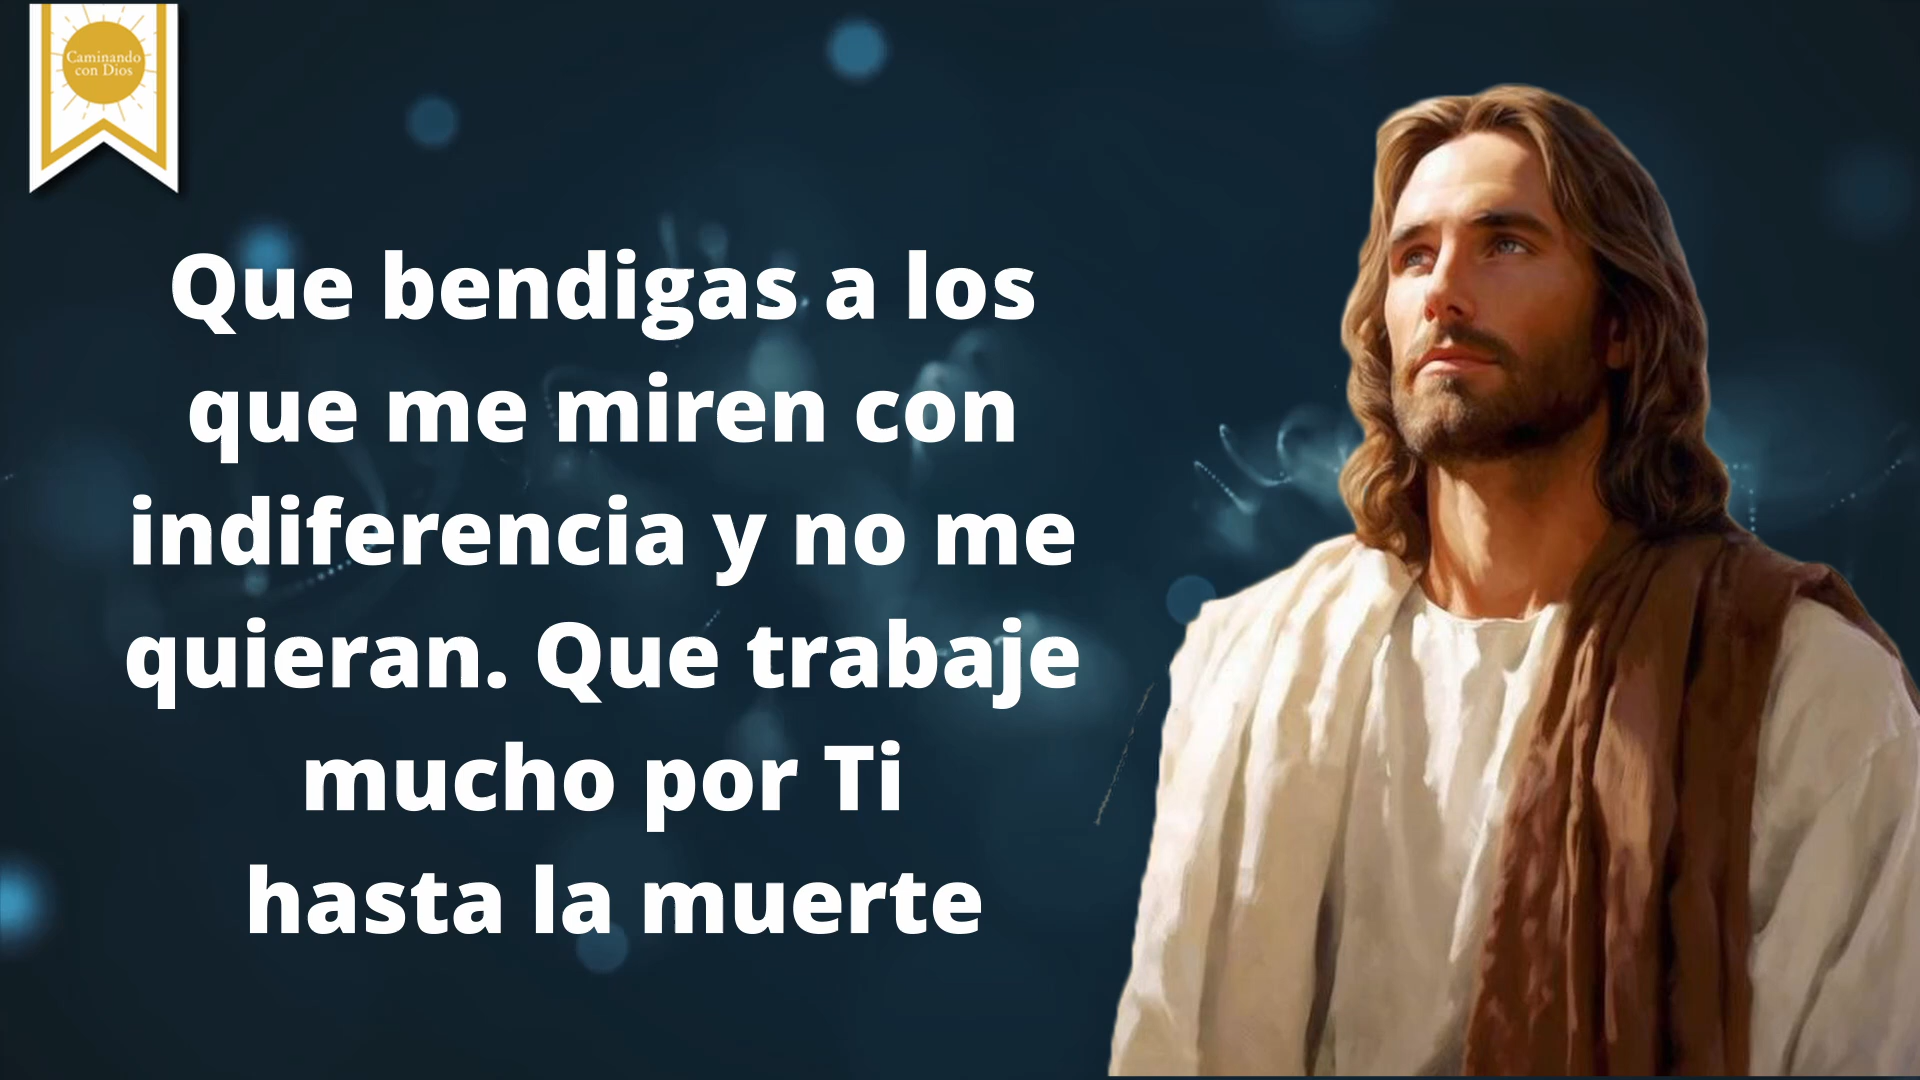 Caminando
con Dios
Que bendigas a los
que me miren con
indiferencia y no me
quieran. Que trabaje
mucho por Ti
hasta la muerte